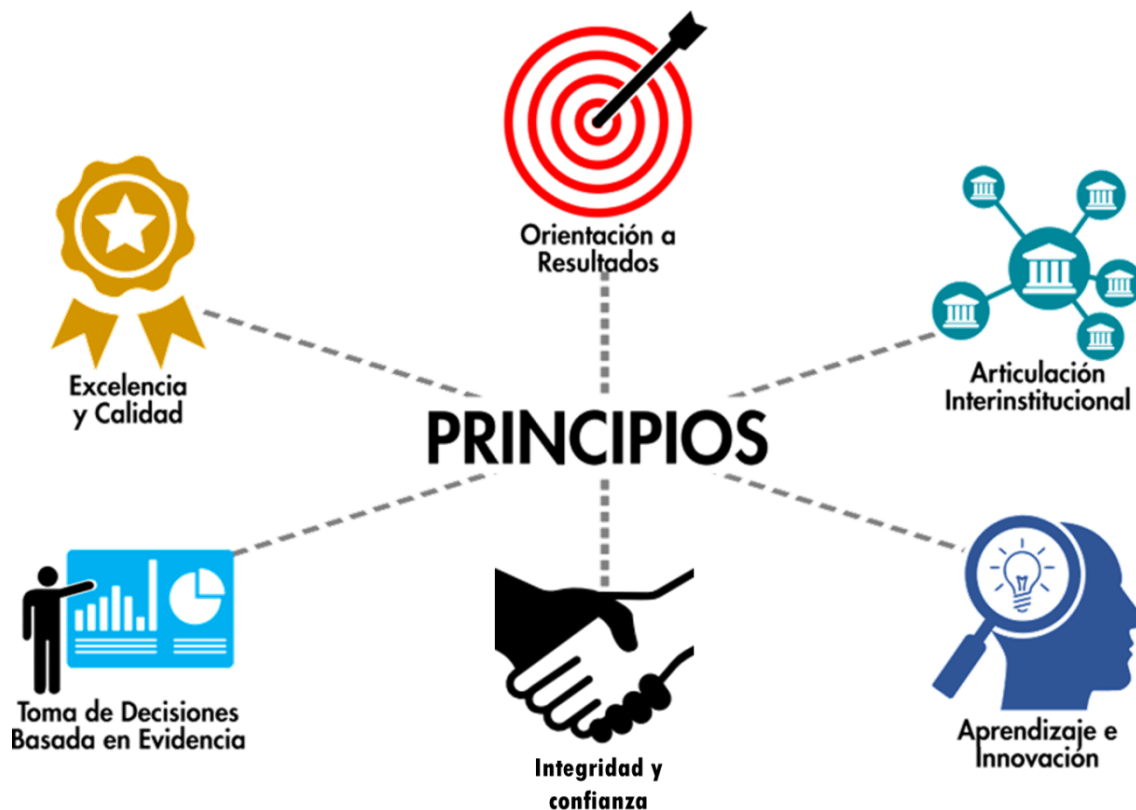 Orientación a
Resultados
Excelencia
y Calidad
Articulación
Interinstitucional
PRINCIPIOS
Toma de Decisiones
Basada en Evidencia
Integridad y
confianza
Aprendizaje e
Innovación